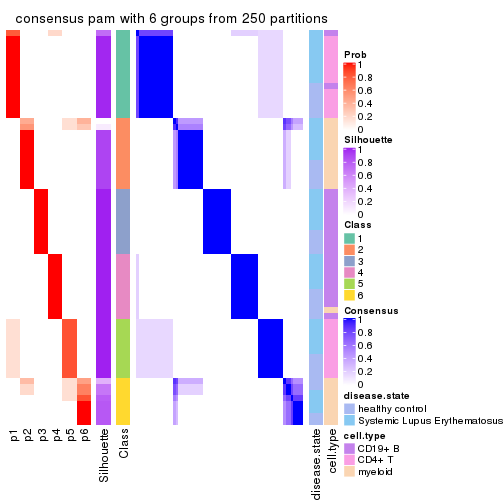 consensus pam with 6 groups from 250 partitions
Prob
1
0.8
0.6
0.4
0.2
0
Silhouette
1
0.8
0.6
0.4
0.2
0
Class
1
2
3
4
5
6
Consensus
1
0.8
0.6
0.4
0.2
0
disease.state
healthy control
Systemic Lupus Erythematosus
cell.type
CD19+ B
CD4+ T
myeloid
p1
p2
p3
p4
p5
p6
Silhouette
Class
disease.state
cell.type